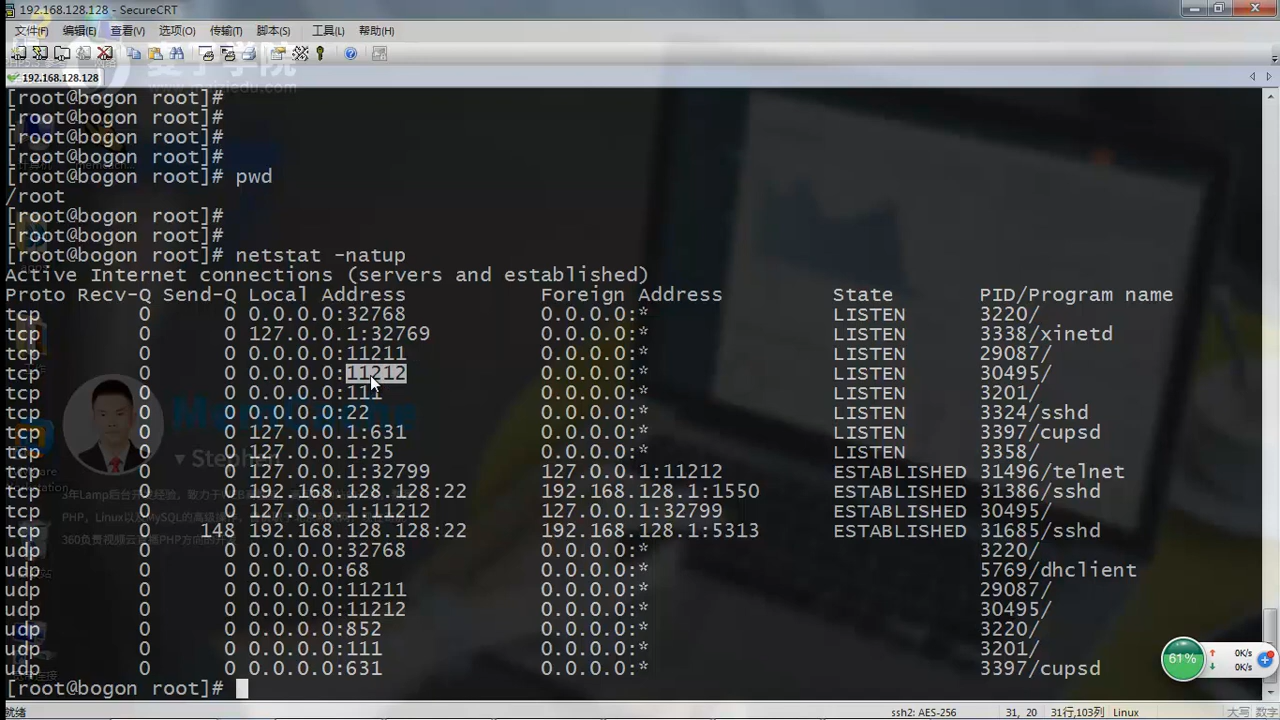 192.168.128.128 - SecureCRT
文件(F) 编辑(E) 查看(V) 选项(O) 传输(T) 脚本(S) 工具(L) 帮助(H)
192.168.128.128
[root@bogon root]#
[root@bogon root]#
[root@bogon root]#
[root@bogon root]#
[root@bogon root]# pwd
/root
[root@bogon root]#
[root@bogon root]#
[root@bogon root]# netstat -natup
Active Internet connections (servers and established)
Proto Recv-Q Send-Q Local Address Foreign Address State PID/Program name
tcp 0 0 0.0.0.0:32768 0.0.0.0:* LISTEN 3220/
tcp 0 0 127.0.0.1:32769 0.0.0.0:* LISTEN 3338/xinetd
tcp 0 0 0.0.0.0:11211 0.0.0.0:* LISTEN 29087/
tcp 0 0 0.0.0.0:11212 0.0.0.0:* LISTEN 30495/
tcp 0 0 0.0.0.0:111 0.0.0.0:* LISTEN 3201/
tcp 0 0 0.0.0.0:22 0.0.0.0:* LISTEN 3324/sshd
tcp 0 0 127.0.0.1:631 0.0.0.0:* LISTEN 3397/cupsd
tcp 0 0 127.0.0.1:25 0.0.0.0:* LISTEN 3358/
tcp 0 0 127.0.0.1:32799 127.0.0.1:11212 ESTABLISHED 31496/telnet
tcp 0 0 192.168.128.128:22 192.168.128.1:1550 ESTABLISHED 31386/sshd
tcp 0 0 127.0.0.1:11212 127.0.0.1:32799 ESTABLISHED 30495/
tcp 0 148 192.168.128.128:22 192.168.128.1:5313 ESTABLISHED 31685/sshd
udp 0 0 0.0.0.0:32768 0.0.0.0:* 3220/
udp 0 0 0.0.0.0:68 0.0.0.0:* 5769/dhclient
udp 0 0 0.0.0.0:11211 0.0.0.0:* 29087/
udp 0 0 0.0.0.0:11212 0.0.0.0:* 30495/
udp 0 0 0.0.0.0:852 0.0.0.0:* 3220/
udp 0 0 0.0.0.0:111 0.0.0.0:* 3201/
udp 0 0 0.0.0.0:631 0.0.0.0:* 3397/cupsd
[root@bogon root]#
61% 0K/s
0K/s
就绪 ssh2: AES-256 31, 20 31行,103列 Linux 大写 数字